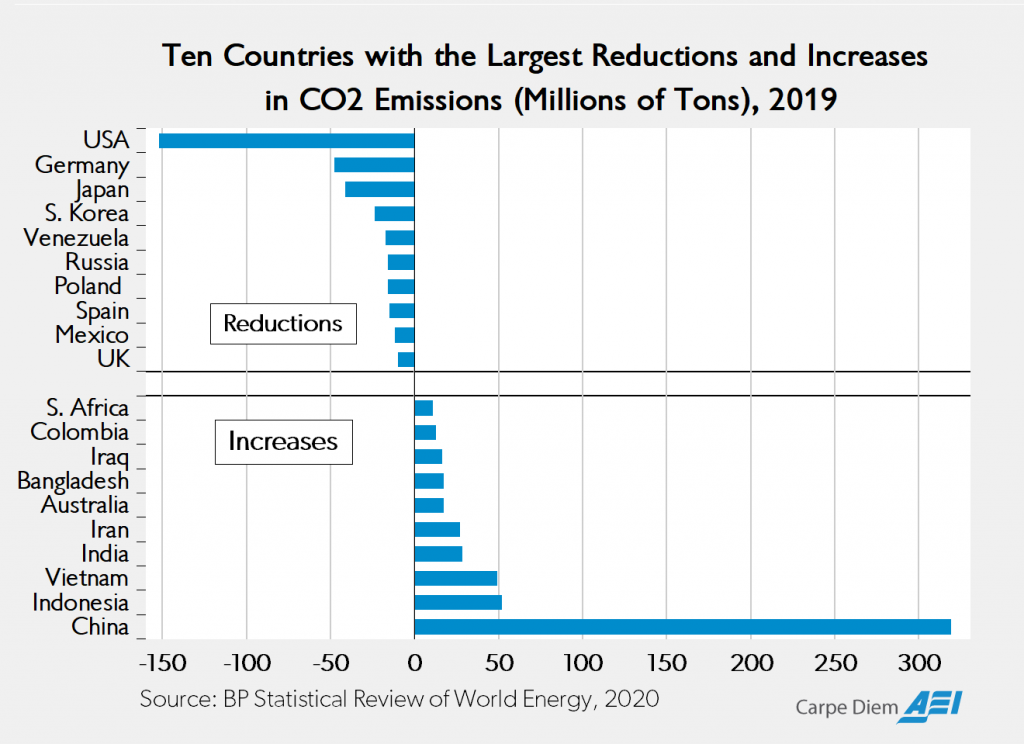 Ten Countries with the Largest Reductions and Increases
in CO2 Emissions (Millions of Tons), 2019
USA
Germany
Japan
S. Korea
Venezuela
Russia
Poland
Spain
Reductions
Mexico
UK
S. Africa
Colombia
Increases
Iraq
Bangladesh
Australia
Iran
India
Vietnam
Indonesia
China
-150 -100 -50 0 50 100 150 200 250 300
Source: BP Statistical Review of World Energy, 2020
Carpe Diem AEI